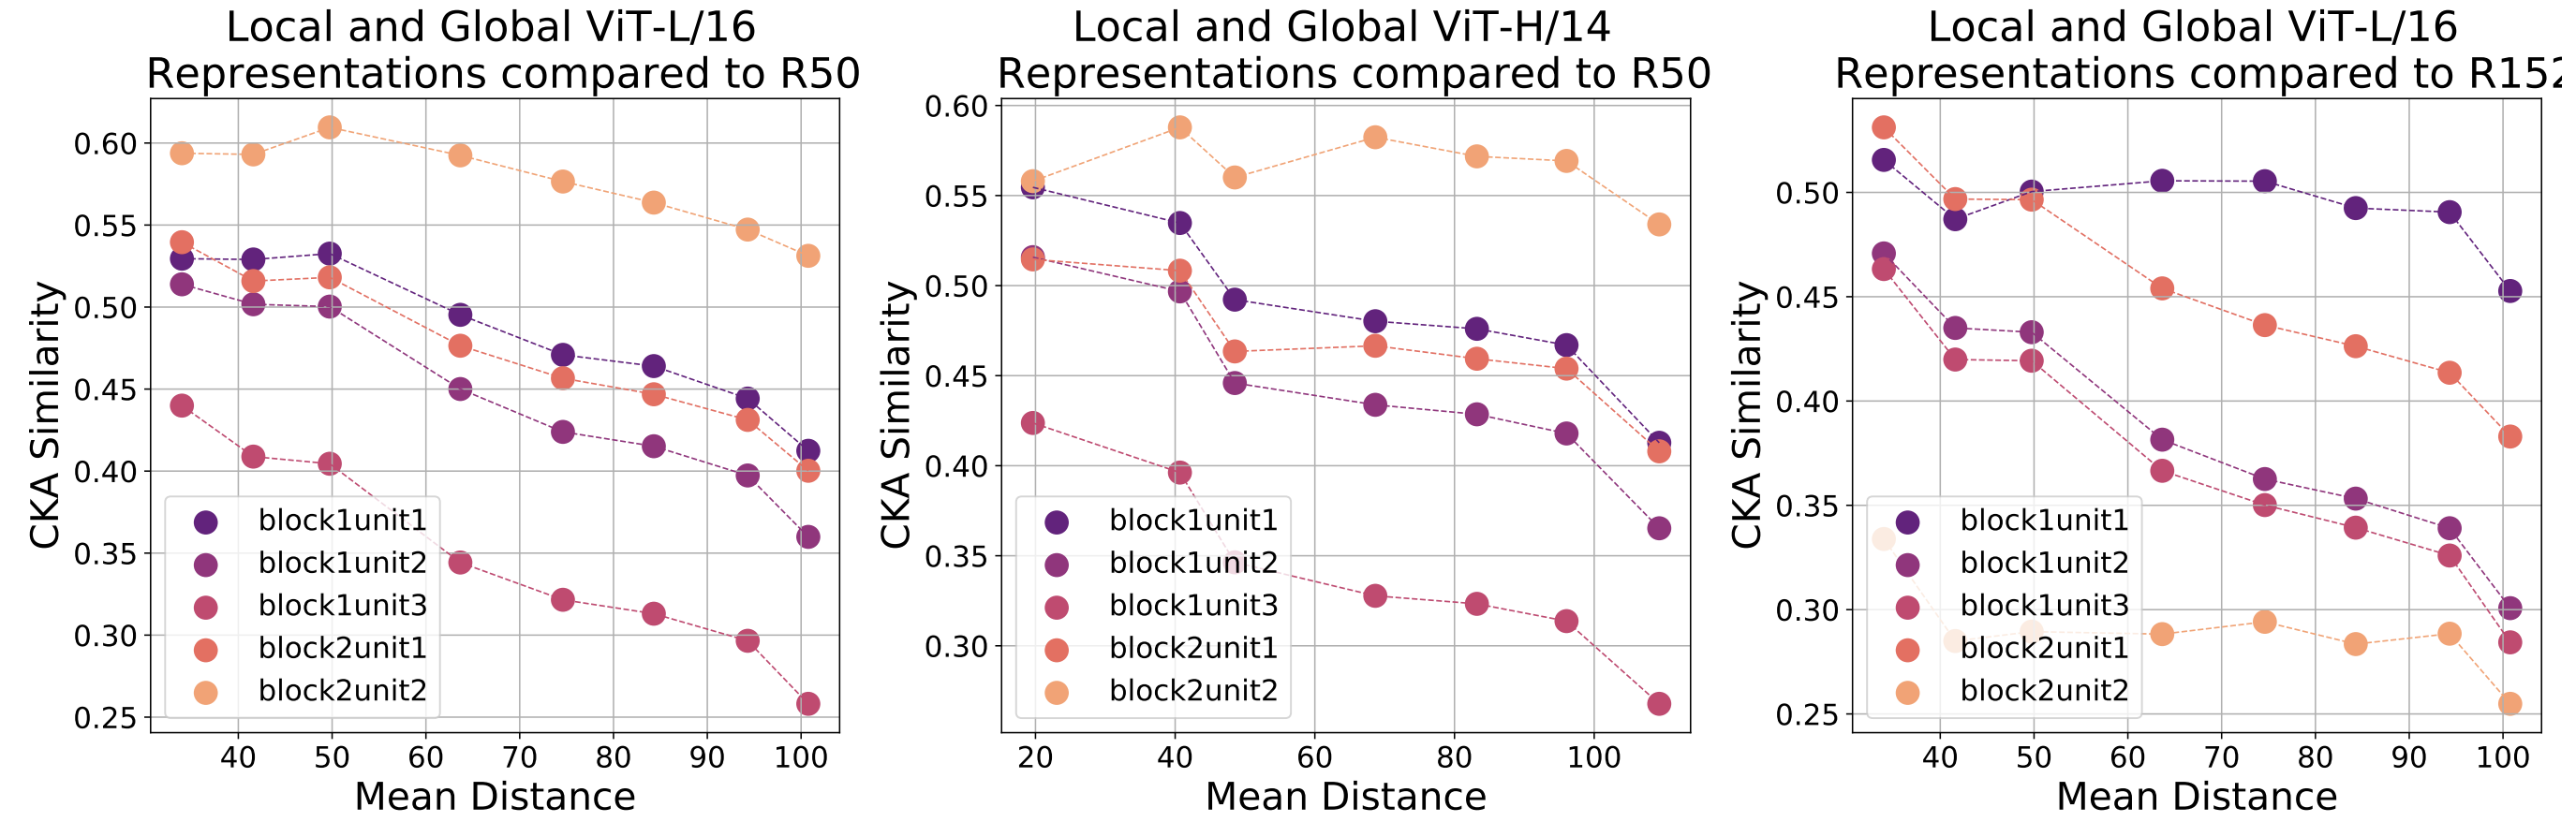 Local and Global ViT-L/16
Representations compared to R50
0.60
0.55
0.50
0.45
0.40
0.35
0.30
0.25
CKA Similarity
block1unit1
block1unit2
block1unit3
block2unit1
block2unit2
40 50 60 70 80 90 100
Mean Distance
Local and Global ViT-H/14
Representations compared to R50
0.60
0.55
0.50
0.45
0.40
0.35
0.30
CKA Similarity
block1unit1
block1unit2
block1unit3
block2unit1
block2unit2
20 40 60 80 100
Mean Distance
Local and Global ViT-L/16
Representations compared to R152
0.50
0.45
0.40
0.35
0.30
0.25
CKA Similarity
block1unit1
block1unit2
block1unit3
block2unit1
block2unit2
40 50 60 70 80 90 100
Mean Distance